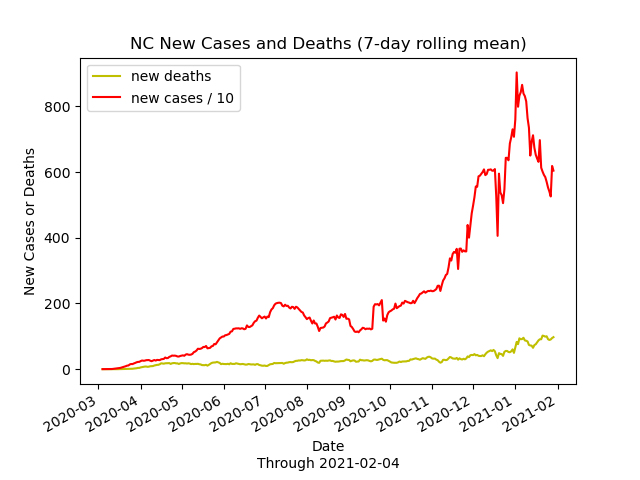 NC New Cases and Deaths (7-day rolling mean)
new deaths
new cases / 10
New Cases or Deaths
800
600
400
200
0
2020-03
2020-04
2020-05
2020-06
2020-07
2020-08
2020-09
2020-10
2020-11
2020-12
2021-01
2021-02
Date
Through 2021-02-04